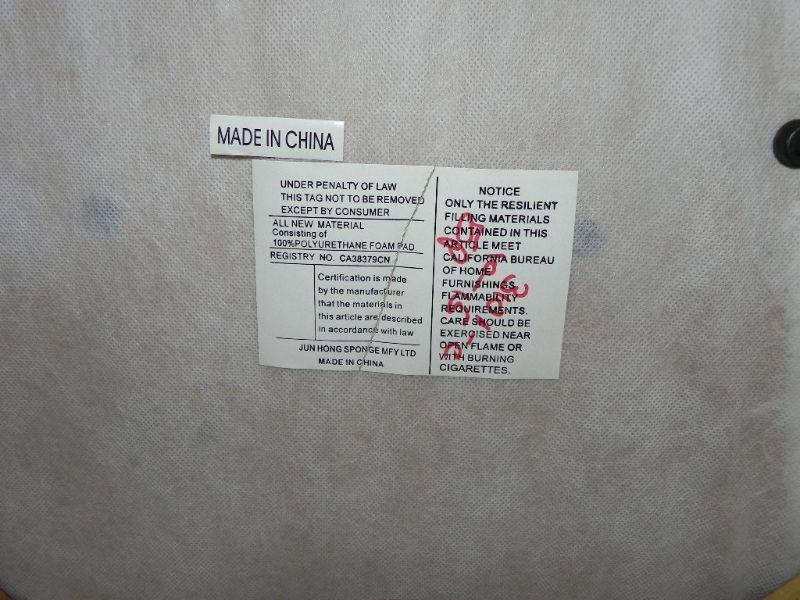 MADE IN CHINA
UNDER PENALTY OF LAW
THIS TAG NOT TO BE REMOVED
EXCEPT BY CONSUMER
ALL NEW MATERIAL
Consisting of
100%POLYURETHANE FOAM PAD
REGISTRY NO. CA38379CN
Certification is made
by the manufacturer
that the materials in
this article are described
in accordance with law
JUN HONG SPONGE MFY LTD
MADE IN CHINA
NOTICE
ONLY THE RESILIENT
FILLING MATERIALS
CONTAINED IN THIS
ARTICLE MEET
CALIFORNIA BUREAU
OF HOME
FURNISHINGS
FLAMMABILITY
REQUIREMENTS.
CARE SHOULD BE
EXERCISED NEAR
OPEN FLAME OR
WITH BURNING
CIGARETTES.